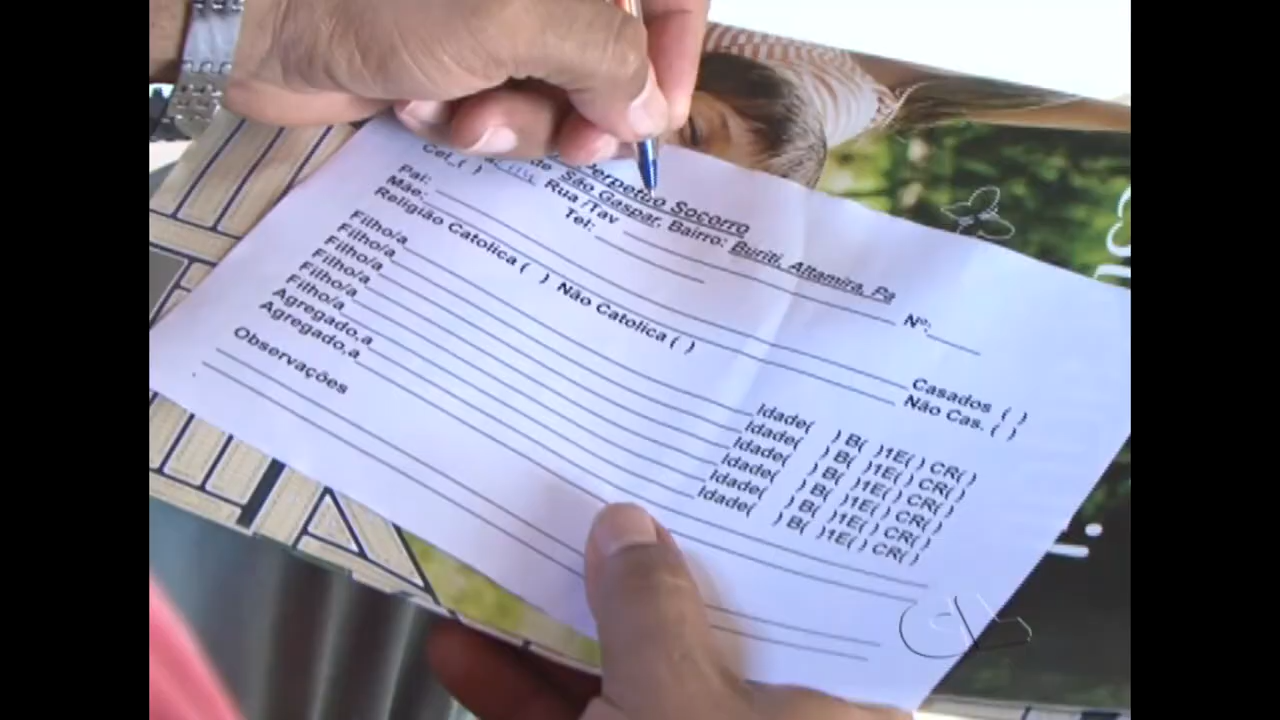 Perpetuo Socorro
São Gaspar, Bairro: Buriti, Altamira, Pa
Cel. ( ) de Rua /Tav Nº:
Pai: Tel:
Mãe: Casados ( )
Religião Catolica ( ) Não Catolica ( ) Não Cas. ( )
Filho/a Idade( ) B( )1E( ) CR( )
Filho/a Idade( ) B( )1E( ) CR( )
Filho/a Idade( ) B( )1E( ) CR( )
Filho/a Idade( ) B( )1E( ) CR( )
Filho/a Idade( ) B( )1E( ) CR( )
Agregado,a
Agregado,a
Observações